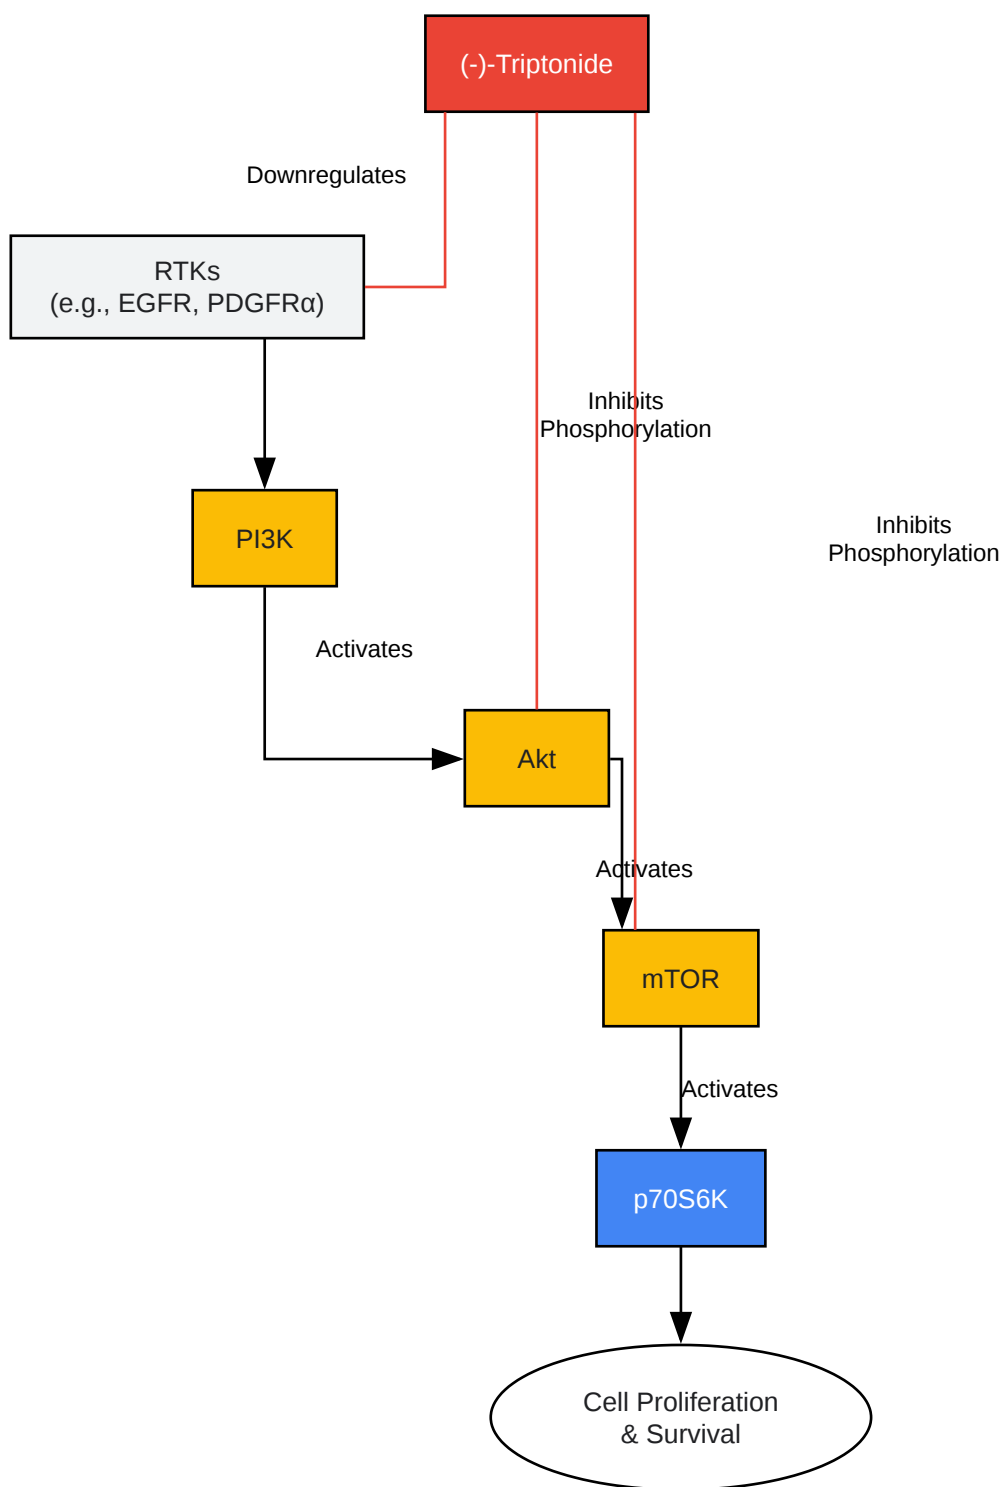 (-)-Triptonide
Downregulates
RTKs
(e.g., EGFR, PDGFRα)
Inhibits
Phosphorylation
Inhibits
Phosphorylation
PI3K
Activates
Akt
Activates
mTOR
Activates
p70S6K
Cell Proliferation
& Survival